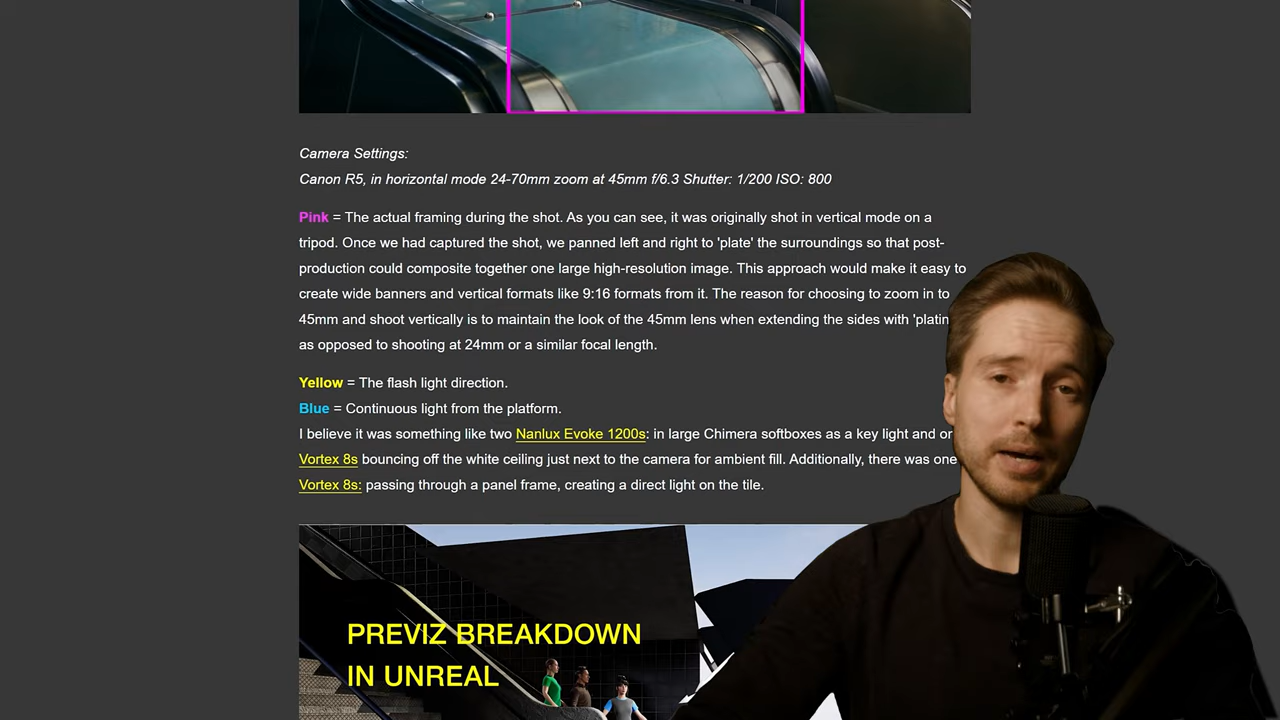 Camera Settings:
Canon R5, in horizontal mode 24-70mm zoom at 45mm f/6.3 Shutter: 1/200 ISO: 800
Pink = The actual framing during the shot. As you can see, it was originally shot in vertical mode on a
tripod. Once we had captured the shot, we panned left and right to 'plate' the surroundings so that post-
production could composite together one large high-resolution image. This approach would make it easy to
create wide banners and vertical formats like 9:16 formats from it. The reason for choosing to zoom in to
45mm and shoot vertically is to maintain the look of the 45mm lens when extending the sides with
as opposed to shooting at 24mm or a similar focal length.
Yellow = The flash light direction.
Blue = Continuous light from the platform.
I believe it was something like two Nanlux Evoke 1200s: in large Chimera softboxes as a key light and
Vortex 8s bouncing off the white ceiling just next to the camera for ambient fill. Additionally, there was one
Vortex 8s: passing through a panel frame, creating a direct light on the tile.
PREVIZ BREAKDOWN
IN UNREAL